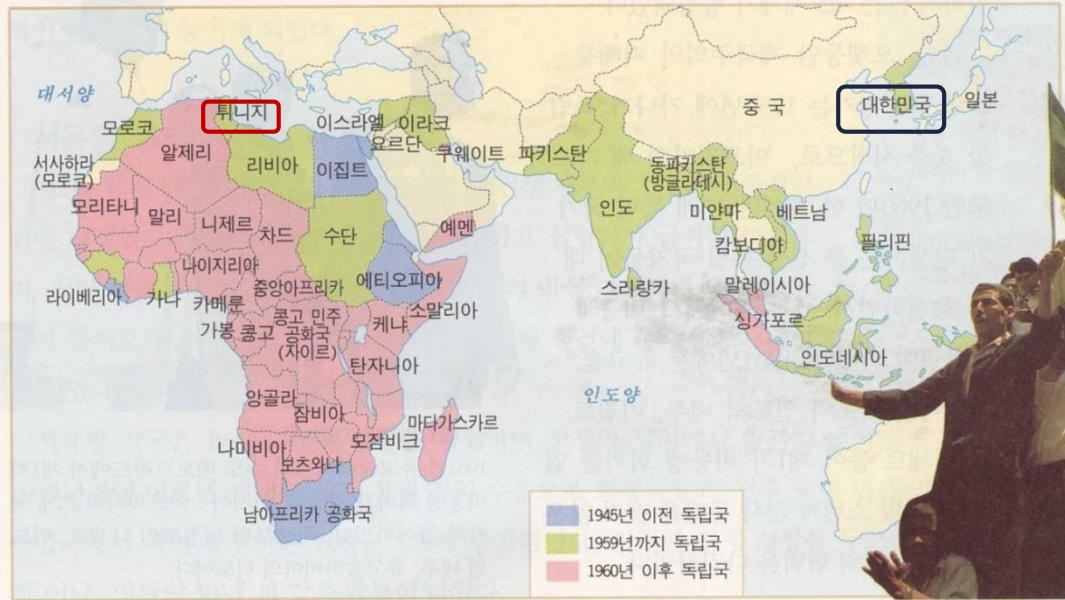 대서양
모로코
튀니지
알제리
리비아
이스라엘
이라크
요르단
이집트
쿠웨이트
파키스탄
중 국
대한민국
일본
서사하라
(모로코)
모리타니
말리
니제르
차드
수단
예멘
동파키스탄
(방글라데시)
인도
미얀마
베트남
캄보디아
필리핀
나이지리아
중앙아프리카
에티오피아
라이베리아
가나
카메룬
소말리아
스리랑카
말레이시아
가봉
콩고
콩고 민주
공화국
(자이르)
케냐
싱가포르
탄자니아
인도네시아
앙골라
잠비아
인도양
마다가스카르
나미비아
모잠비크
보츠와나
남아프리카 공화국
1945년 이전 독립국
1959년까지 독립국
1960년 이후 독립국